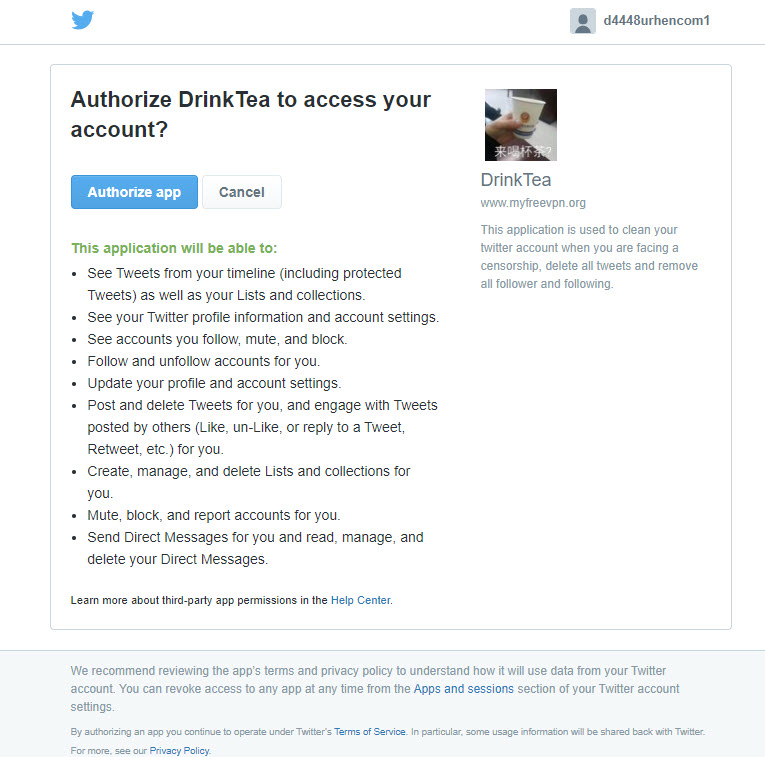 d4448urhencom1
Authorize DrinkTea to access your
account?
Authorize app
Cancel
This application will be able to:
See Tweets from your timeline (including protected
Tweets) as well as your Lists and collections.
See your Twitter profile information and account settings.
See accounts you follow, mute, and block.
Follow and unfollow accounts for you.
Update your profile and account settings.
Post and delete Tweets for you, and engage with Tweets
posted by others (Like, un-Like, or reply to a Tweet,
Retweet, etc.) for you.
Create, manage, and delete Lists and collections for
you.
Mute, block, and report accounts for you.
Send Direct Messages for you and read, manage, and
delete your Direct Messages.
Learn more about third-party app permissions in the Help Center.
来喝杯茶?
DrinkTea
www.myfreevpn.org
This application is used to clean your
twitter account when you are facing a
censorship, delete all tweets and remove
all follower and following.
We recommend reviewing the app's terms and privacy policy to understand how it will use data from your Twitter
account. You can revoke access to any app at any time from the Apps and sessions section of your Twitter account
settings.
By authorizing an app you continue to operate under Twitter's Terms of Service. In particular, some usage information will be shared back with Twitter.
For more, see our Privacy Policy.